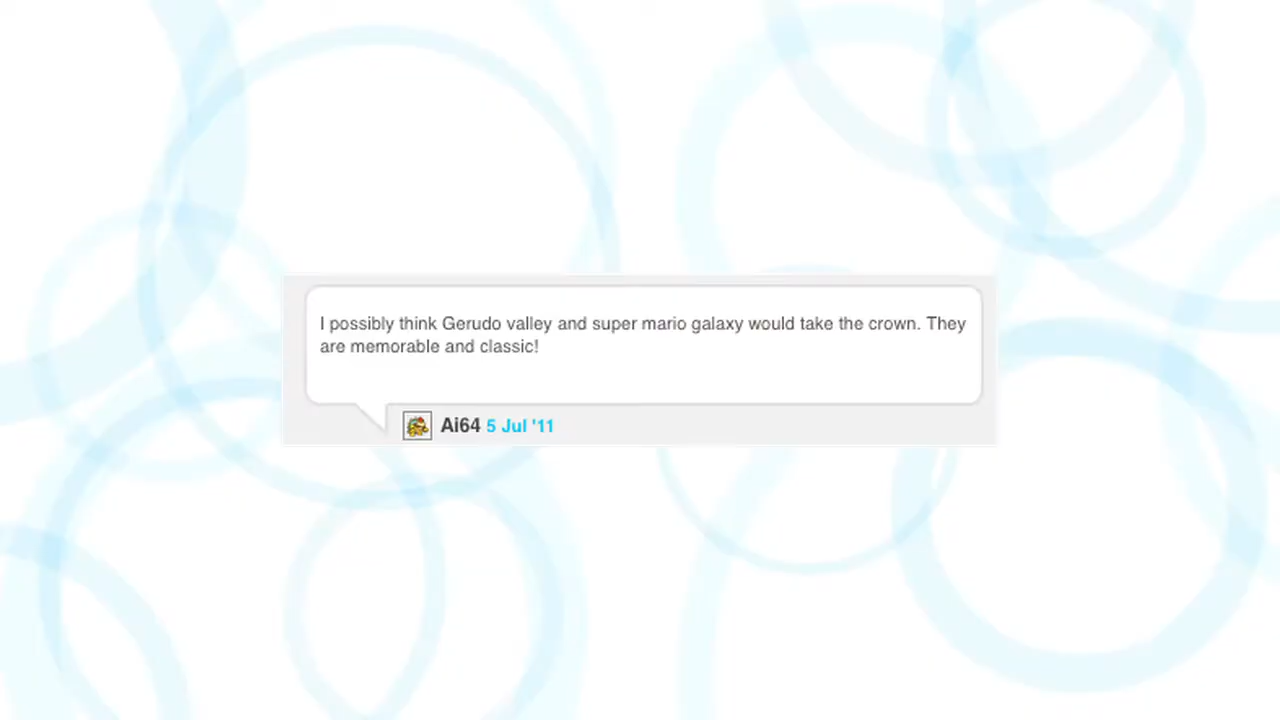 I possibly think Gerudo valley and super mario galaxy would take the crown. They
are memorable and classic!
Ai64 5 Jul '11